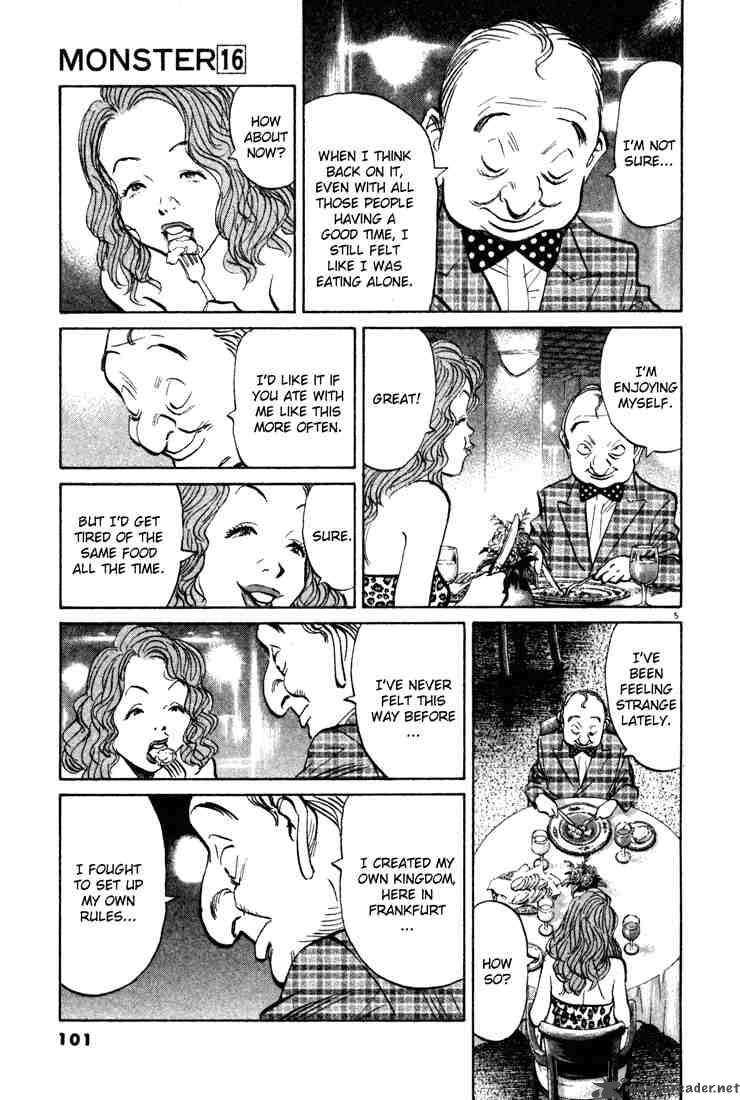 MONSTER 16
I'M NOT
SURE...
WHEN I THINK
BACK ON IT,
EVEN WITH ALL
THOSE PEOPLE
HAVING A
GOOD TIME, I
STILL FELT
LIKE I WAS
EATING ALONE.
HOW
ABOUT
NOW?
I'M
ENJOYING
MYSELF.
GREAT!
I'D LIKE IT IF
YOU ATE WITH
ME LIKE THIS
MORE OFTEN.
SURE.
BUT I'D GET
TIRED OF THE
SAME FOOD
ALL THE TIME.
5
I'VE
BEEN
FEELING
STRANGE
LATELY.
HOW
SO?
I'VE NEVER
FELT THIS
WAY BEFORE
...
I CREATED MY
OWN KINGDOM,
HERE IN
FRANKFURT
...
I FOUGHT
TO SET UP
MY OWN
RULES...
101
reader.net